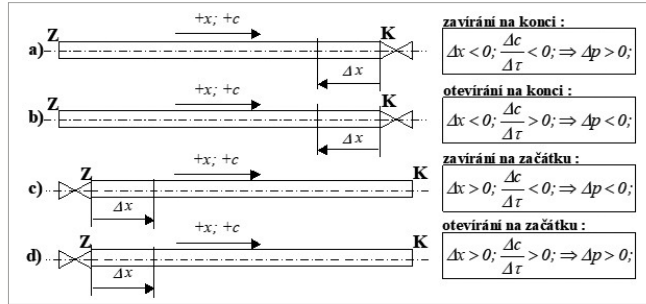 +x; +c
Z
K
a)
Δx
zavírání na konci :
Δx < 0; Δc/Δτ < 0; ⇒ Δp > 0;
+x; +c
Z
K
b)
Δx
otevírání na konci :
Δx < 0; Δc/Δτ > 0; ⇒ Δp < 0;
+x; +c
Z
K
c)
Δx
zavírání na začátku :
Δx > 0; Δc/Δτ < 0; ⇒ Δp < 0;
+x; +c
Z
K
d)
Δx
otevírání na začátku :
Δx > 0; Δc/Δτ > 0; ⇒ Δp > 0;